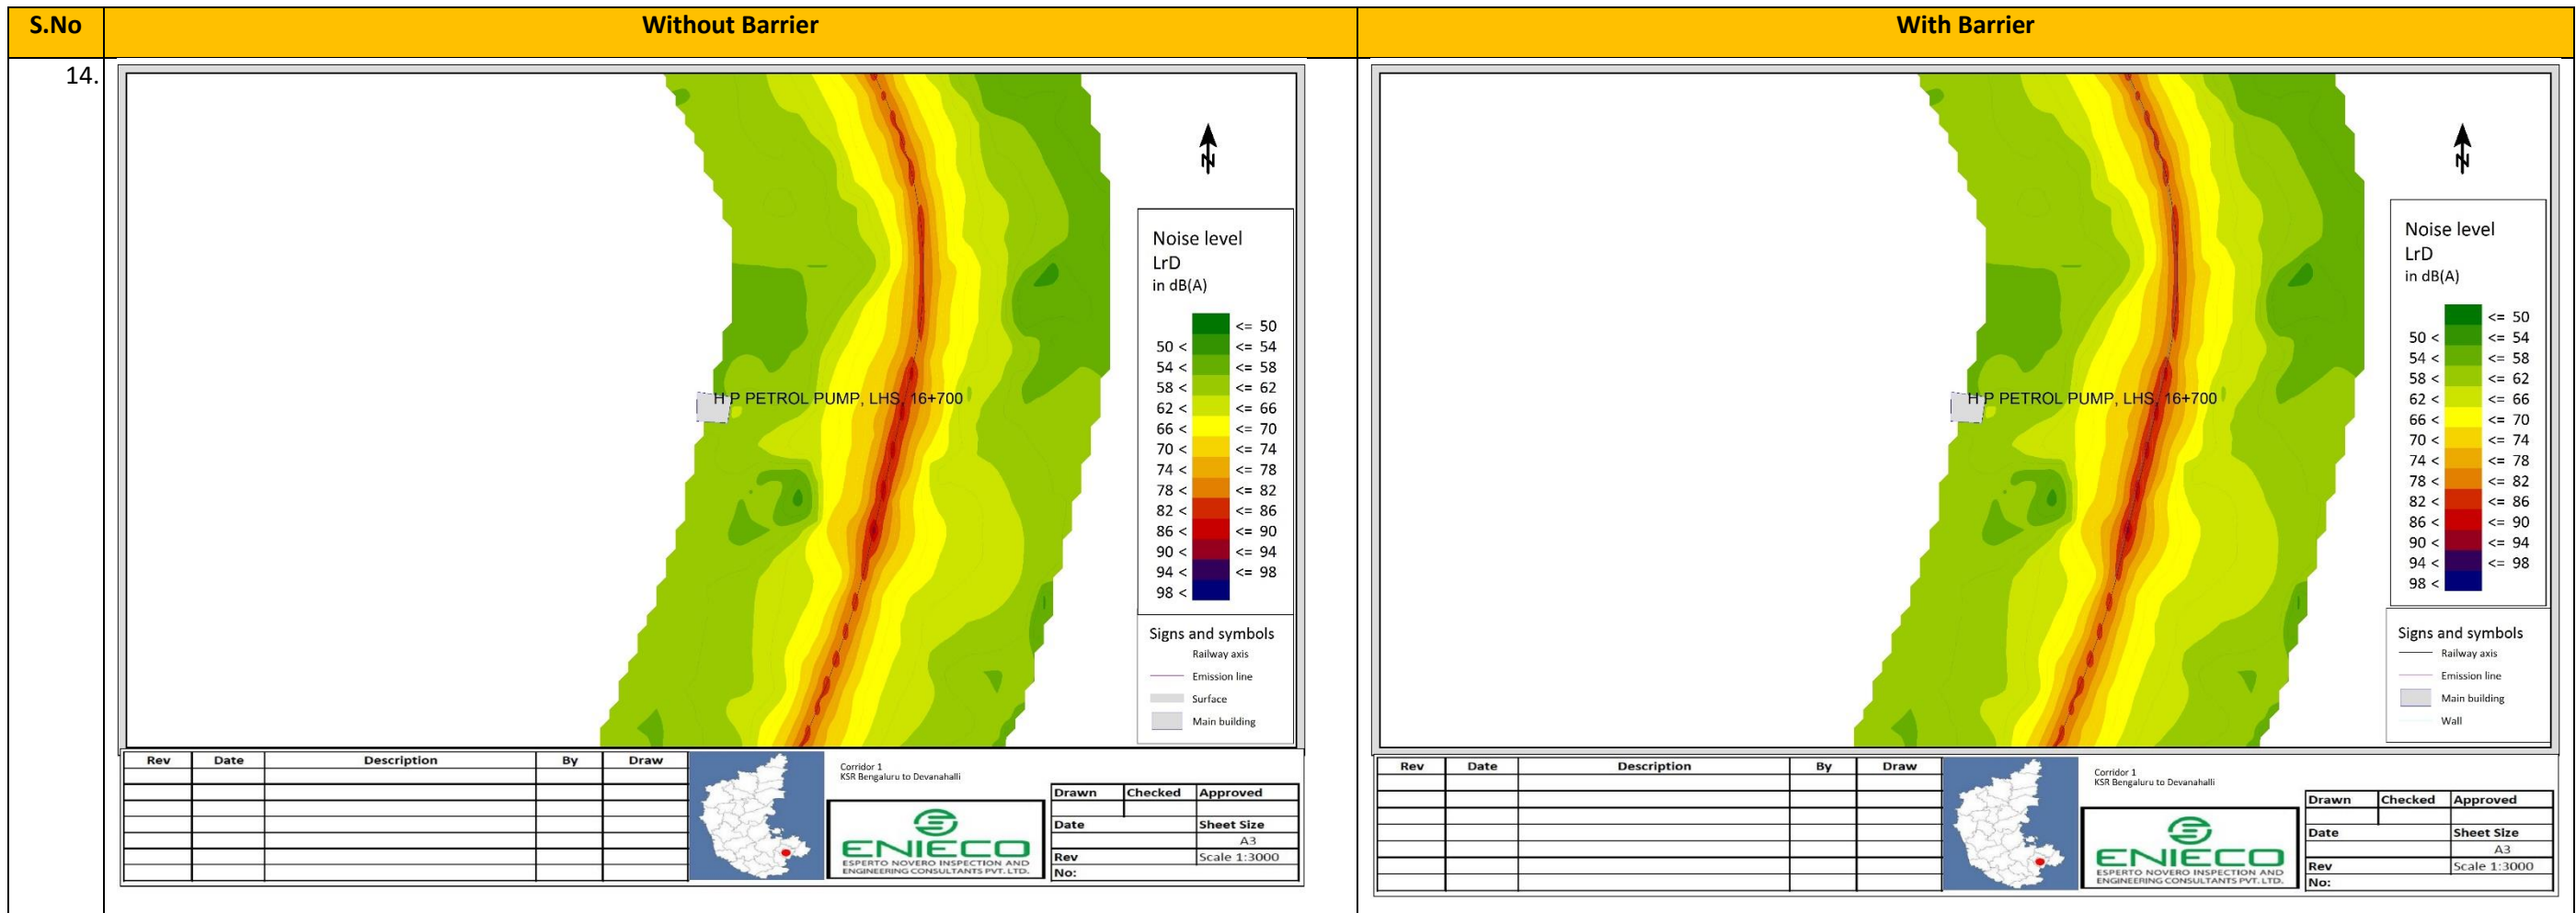 S.No
Without Barrier
With Barrier
14.
H P PETROL PUMP, LHS, 16+700
N
Noise level
LrD
in dB(A)
<= 50
50 < <= 54
54 < <= 58
58 < <= 62
62 < <= 66
66 < <= 70
70 < <= 74
74 < <= 78
78 < <= 82
82 < <= 86
86 < <= 90
90 < <= 94
94 < <= 98
98 <
Signs and symbols
Railway axis
Emission line
Surface
Main building
Rev Date Description By Draw
Corridor 1
KSR Bengaluru to Devanahalli
ENIECO
ESPERTO NOVERO INSPECTION AND
ENGINEERING CONSULTANTS PVT. LTD.
Drawn Checked Approved
Date Sheet Size
A3
Rev Scale 1:3000
No:
H P PETROL PUMP, LHS, 16+700
N
Noise level
LrD
in dB(A)
<= 50
50 < <= 54
54 < <= 58
58 < <= 62
62 < <= 66
66 < <= 70
70 < <= 74
74 < <= 78
78 < <= 82
82 < <= 86
86 < <= 90
90 < <= 94
94 < <= 98
98 <
Signs and symbols
Railway axis
Emission line
Main building
Wall
Rev Date Description By Draw
Corridor 1
KSR Bengaluru to Devanahalli
ENIECO
ESPERTO NOVERO INSPECTION AND
ENGINEERING CONSULTANTS PVT. LTD.
Drawn Checked Approved
Date Sheet Size
A3
Rev Scale 1:3000
No: